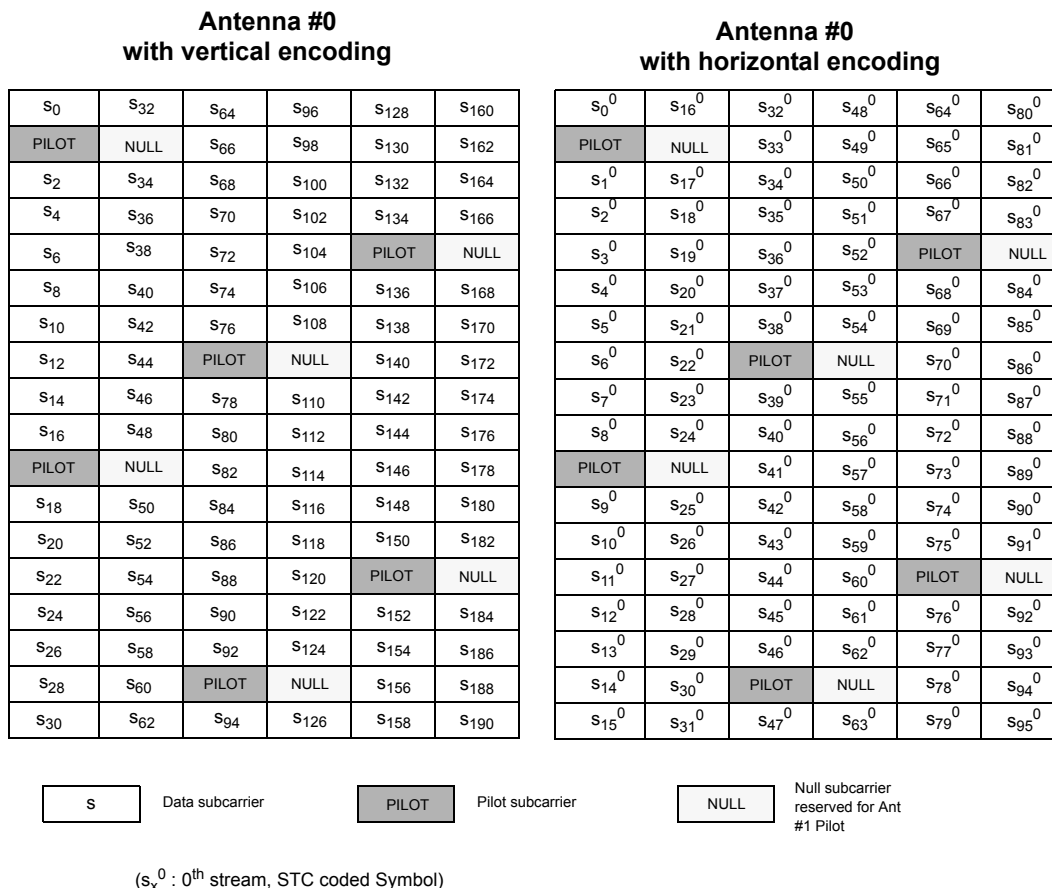 Antenna #0
with vertical encoding
Antenna #0
with horizontal encoding
s0 s32 s64 s96 s128 s160
PILOT NULL s66 s98 s130 s162
s2 s34 s68 s100 s132 s164
s4 s36 s70 s102 s134 s166
s6 s38 s72 s104 PILOT NULL
s8 s40 s74 s106 s136 s168
s10 s42 s76 s108 s138 s170
s12 s44 PILOT NULL s140 s172
s14 s46 s78 s110 s142 s174
s16 s48 s80 s112 s144 s176
PILOT NULL s82 s114 s146 s178
s18 s50 s84 s116 s148 s180
s20 s52 s86 s118 s150 s182
s22 s54 s88 s120 PILOT NULL
s24 s56 s90 s122 s152 s184
s26 s58 s92 s124 s154 s186
s28 s60 PILOT NULL s156 s188
s30 s62 s94 s126 s158 s190
s0^0 s16^0 s32^0 s48^0 s64^0 s80^0
PILOT NULL s33^0 s49^0 s65^0 s81^0
s1^0 s17^0 s34^0 s50^0 s66^0 s82^0
s2^0 s18^0 s35^0 s51^0 s67^0 s83^0
s3^0 s19^0 s36^0 s52^0 PILOT NULL
s4^0 s20^0 s37^0 s53^0 s68^0 s84^0
s5^0 s21^0 s38^0 s54^0 s69^0 s85^0
s6^0 s22^0 PILOT NULL s70^0 s86^0
s7^0 s23^0 s39^0 s55^0 s71^0 s87^0
s8^0 s24^0 s40^0 s56^0 s72^0 s88^0
PILOT NULL s41^0 s57^0 s73^0 s89^0
s9^0 s25^0 s42^0 s58^0 s74^0 s90^0
s10^0 s26^0 s43^0 s59^0 s75^0 s91^0
s11^0 s27^0 s44^0 s60^0 PILOT NULL
s12^0 s28^0 s45^0 s61^0 s76^0 s92^0
s13^0 s29^0 s46^0 s62^0 s77^0 s93^0
s14^0 s30^0 PILOT NULL s78^0 s94^0
s15^0 s31^0 s47^0 s63^0 s79^0 s95^0
s Data subcarrier
PILOT Pilot subcarrier
NULL Null subcarrier
reserved for Ant
#1 Pilot
(sx^0 : 0th stream, STC coded Symbol)